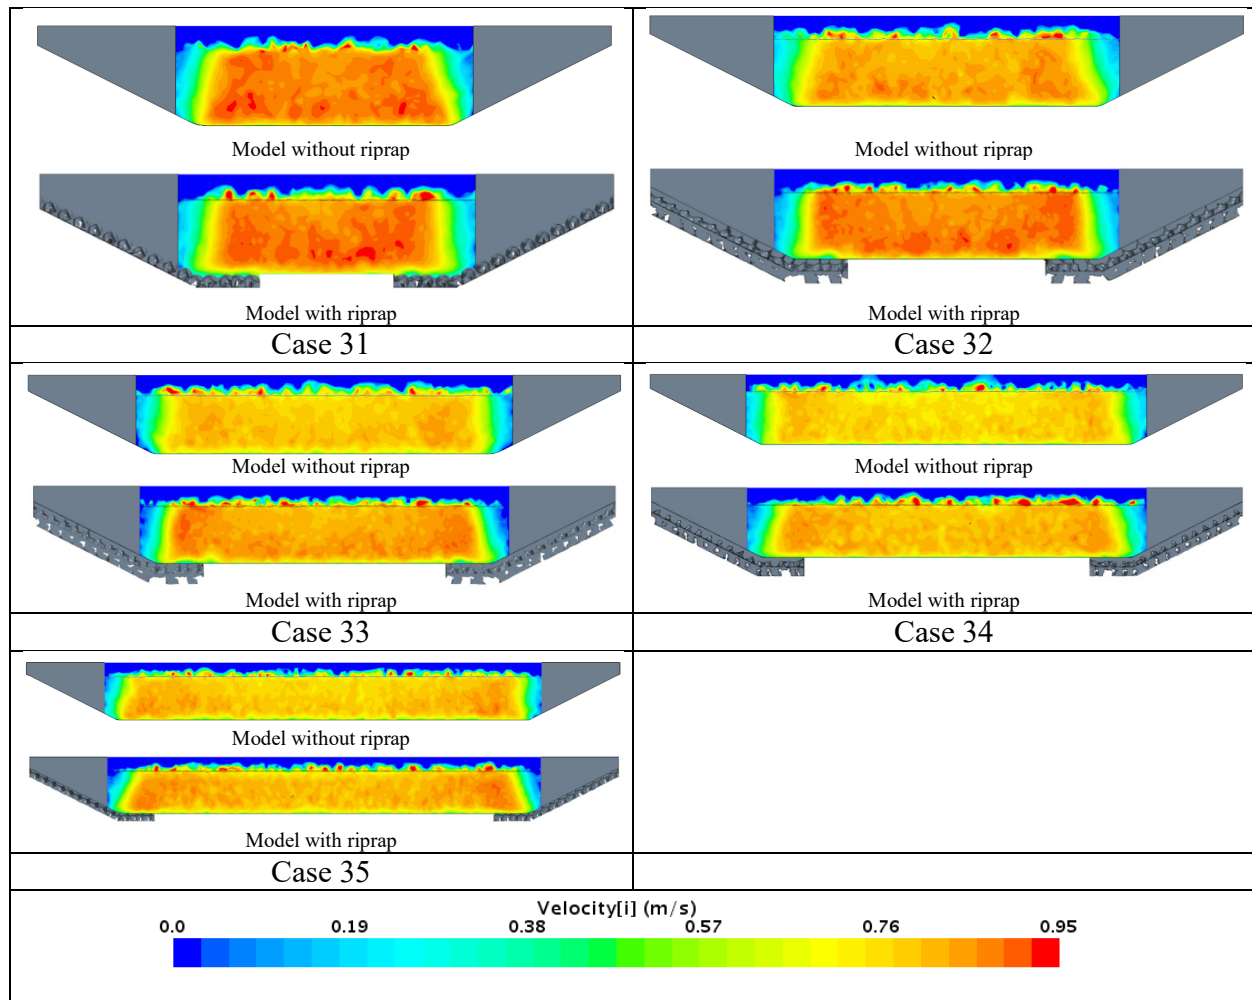 Model without riprap
Model with riprap
Case 31
Model without riprap
Model with riprap
Case 32
Model without riprap
Model with riprap
Case 33
Model without riprap
Model with riprap
Case 34
Model without riprap
Model with riprap
Case 35
Velocity[i] (m/s)
0.0 0.19 0.38 0.57 0.76 0.95